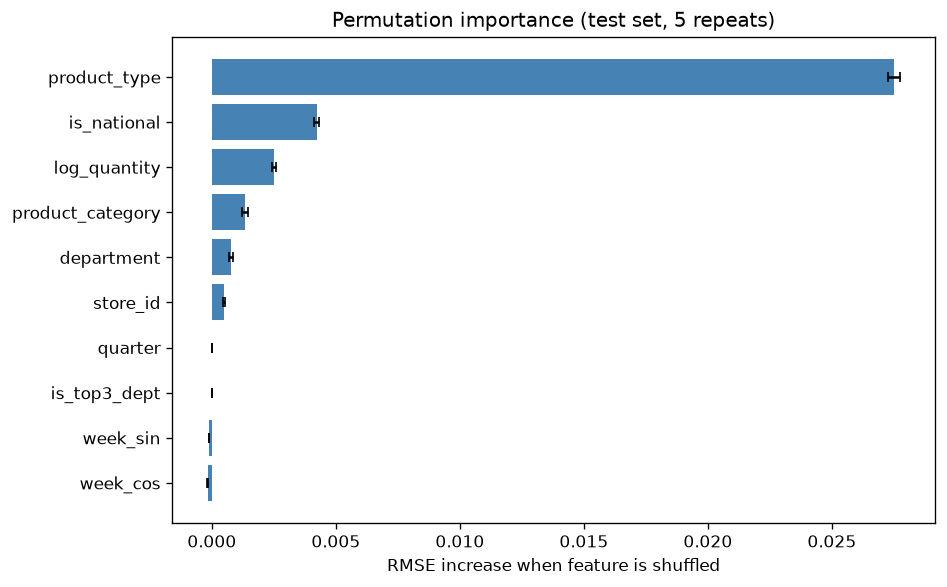 Permutation importance (test set, 5 repeats)
product_type
is_national
log_quantity
product_category
department
store_id
quarter
is_top3_dept
week_sin
week_cos
0.000 0.005 0.010 0.015 0.020 0.025
RMSE increase when feature is shuffled